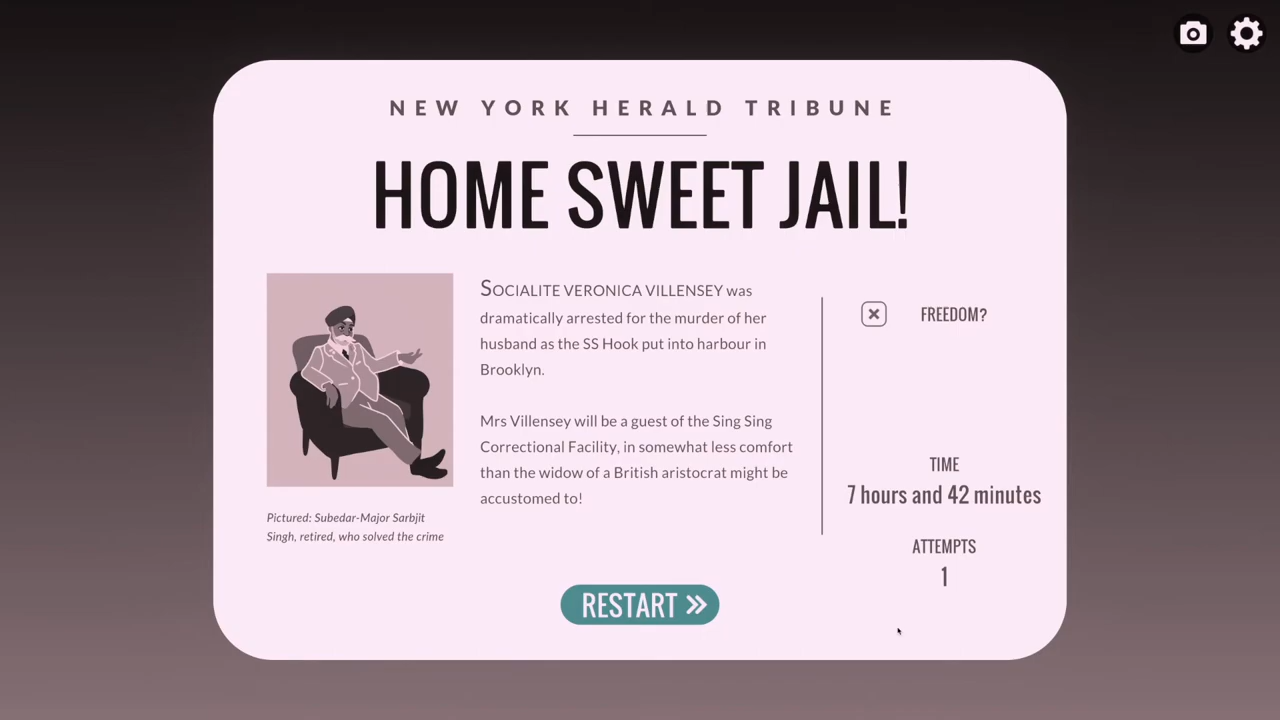 NEW YORK HERALD TRIBUNE
HOME SWEET JAIL!
SOCIALITE VERONICA VILLENSEY was
dramatically arrested for the murder of her
husband as the SS Hook put into harbour in
Brooklyn.
Mrs Villensey will be a guest of the Sing Sing
Correctional Facility, in somewhat less comfort
than the widow of a British aristocrat might be
accustomed to!
Pictured: Subedar-Major Sarbjit
Singh, retired, who solved the crime
FREEDOM?
TIME
7 hours and 42 minutes
ATTEMPTS
1
RESTART